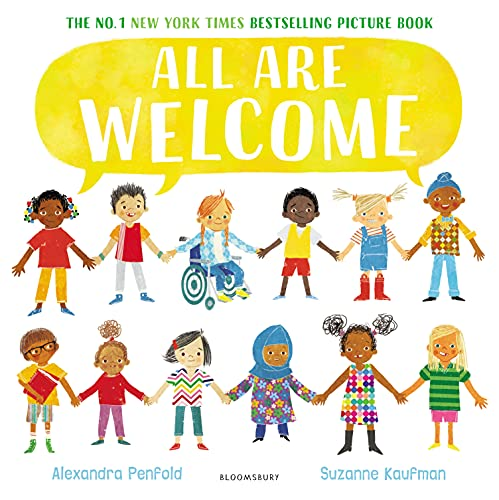 THE NO.1 NEW YORK TIMES BESTSELLING PICTURE BOOK
ALL ARE
WELCOME
Alexandra Penfold BLOOMSBURY Suzanne Kaufman